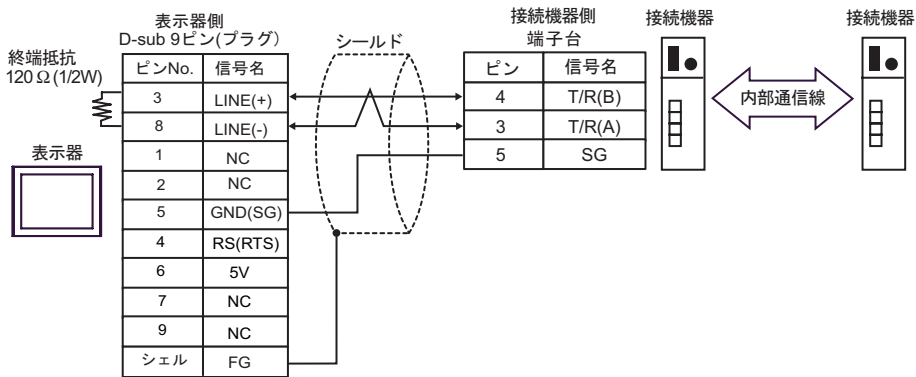 表示器側
D-sub 9ピン(プラグ)
終端抵抗
120 Ω (1/2W)
ピンNo. 信号名
3 LINE(+)
8 LINE(-)
1 NC
2 NC
5 GND(SG)
4 RS(RTS)
6 5V
7 NC
9 NC
シェル FG
表示器
シールド
接続機器側
端子台
ピン 信号名
4 T/R(B)
3 T/R(A)
5 SG
接続機器
内部通信線
接続機器